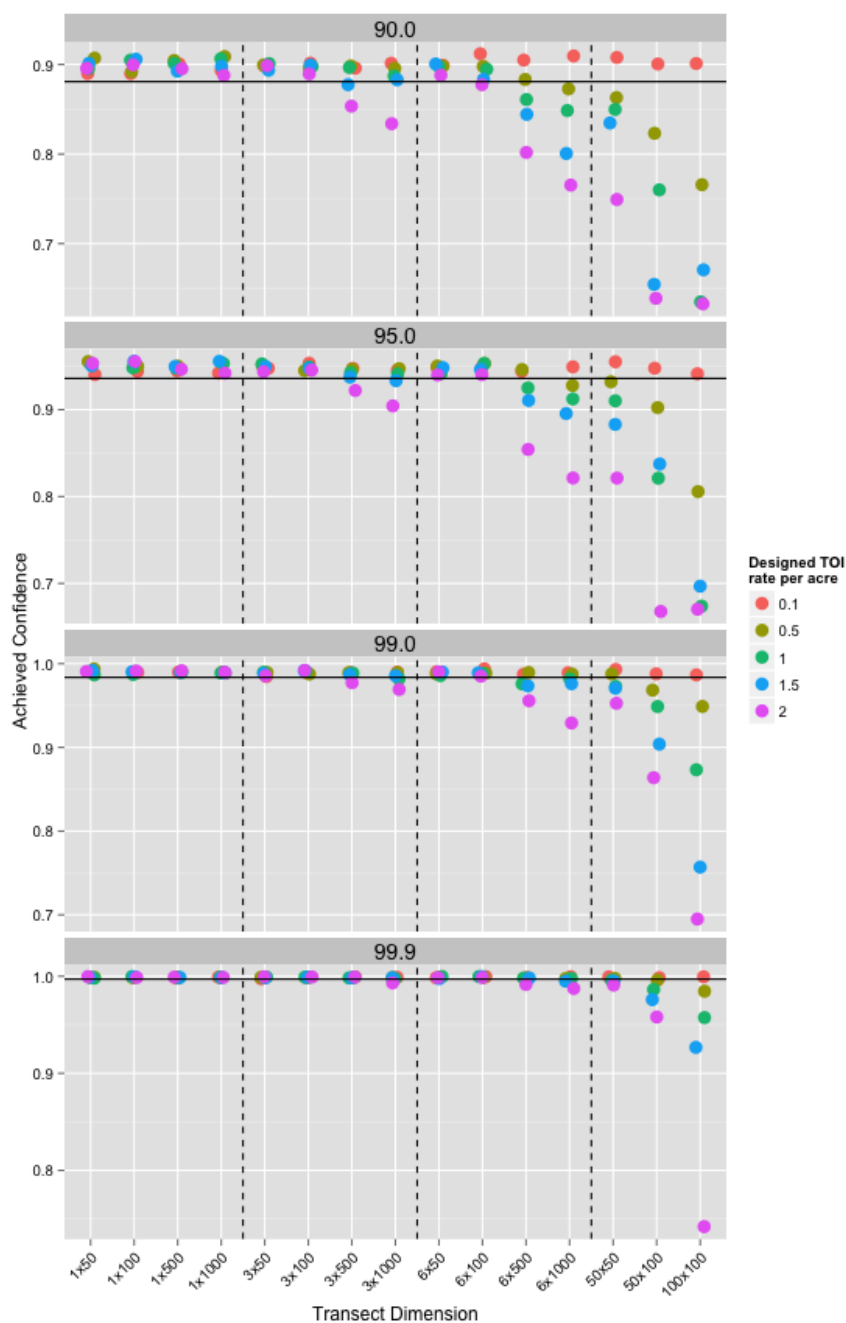 90.0
0.9
0.8
0.7
95.0
0.9
0.8
0.7
99.0
1.0
0.9
0.8
0.7
99.9
1.0
0.9
0.8
Achieved Confidence
1x50
1x100
1x500
1x1000
3x50
3x100
3x500
3x1000
6x50
6x100
6x500
6x1000
50x50
50x100
100x100
Transect Dimension
Designed TOI
rate per acre
0.1
0.5
1
1.5
2